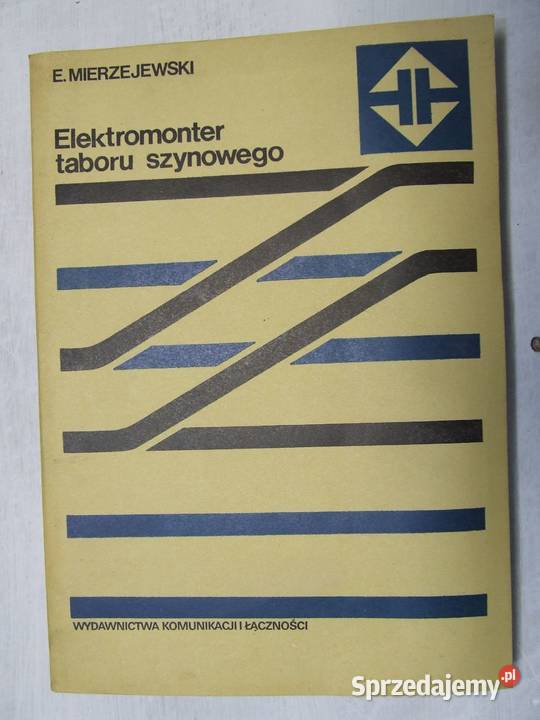 E. MIERZEJEWSKI
Elektromonter
taboru szynowego
WYDAWNICTWA KOMUNIKACJI I ŁĄCZNOŚCI
Sprzedajemy.pl